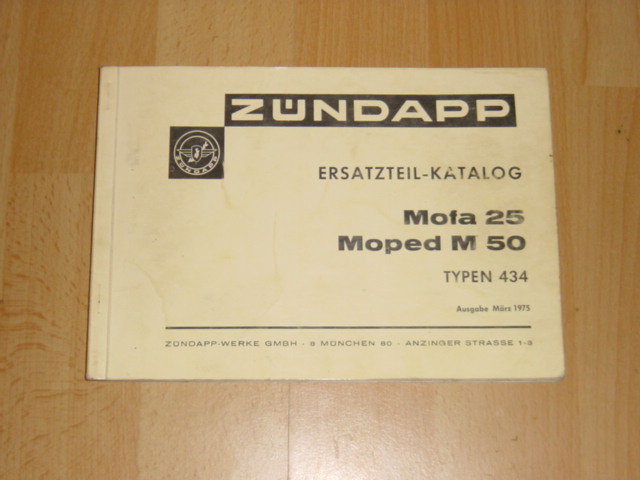 ZÜNDAPP
ZÜNDAPP
ERSATZTEIL-KATALOG
Mofa 25
Moped M 50
TYPEN 434
Ausgabe März 1975
ZÜNDAPP-WERKE GMBH · 8 MÜNCHEN 80 · ANZINGER STRASSE 1-3